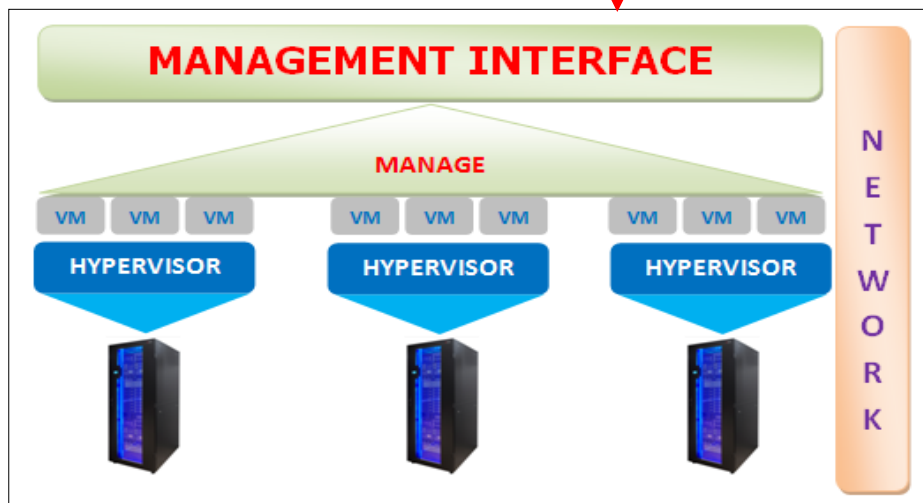 MANAGEMENT INTERFACE
MANAGE
VM VM VM VM VM VM VM VM VM
HYPERVISOR HYPERVISOR HYPERVISOR
N
E
T
W
O
R
K